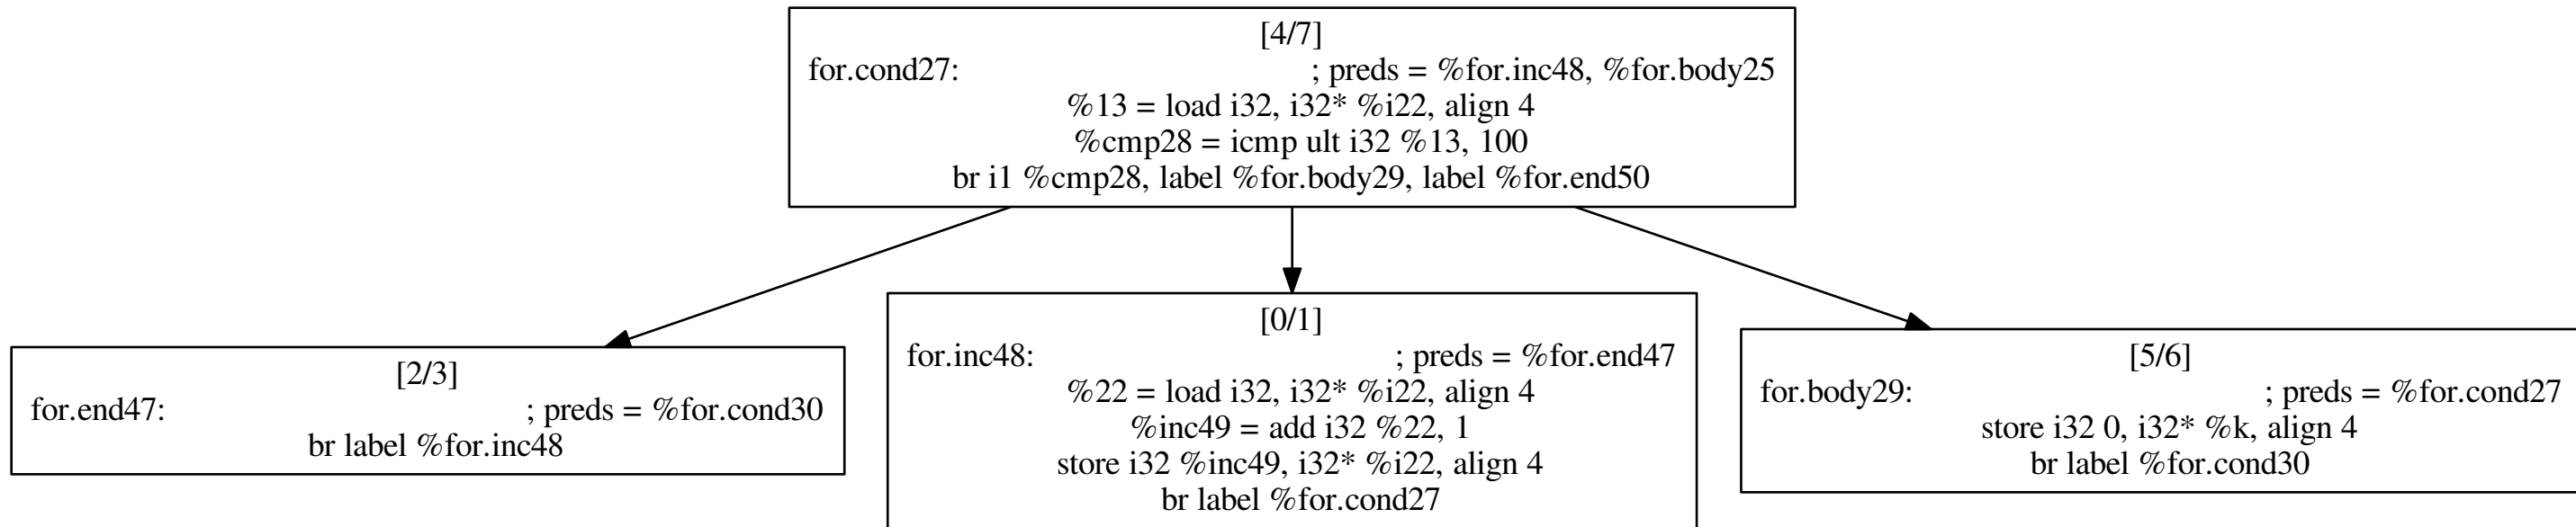 [4/7]
for.cond27: ; preds = %for.inc48, %for.body25
%13 = load i32, i32* %i22, align 4
%cmp28 = icmp ult i32 %13, 100
br i1 %cmp28, label %for.body29, label %for.end50
[2/3]
for.end47: ; preds = %for.cond30
br label %for.inc48
[0/1]
for.inc48: ; preds = %for.end47
%22 = load i32, i32* %i22, align 4
%inc49 = add i32 %22, 1
store i32 %inc49, i32* %i22, align 4
br label %for.cond27
[5/6]
for.body29: ; preds = %for.cond27
store i32 0, i32* %k, align 4
br label %for.cond30